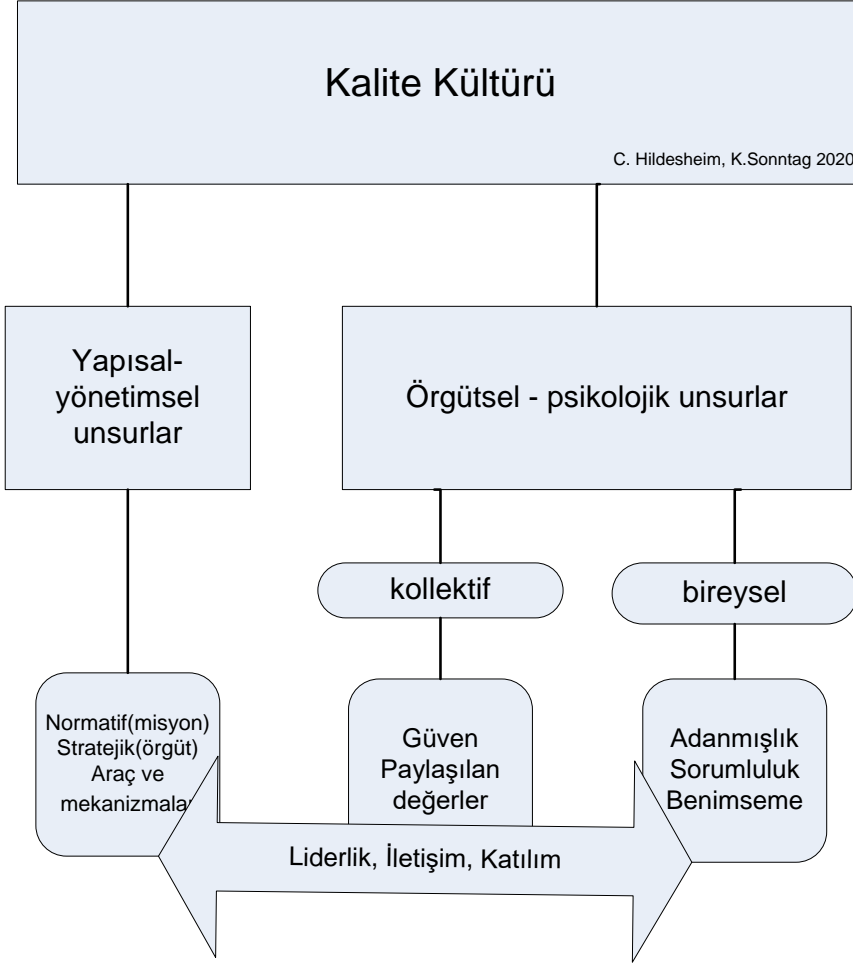 Kalite Kültürü
C. Hildesheim, K.Sonntag 2020
Yapısal-
yönetimsel
unsurlar
Örgütsel - psikolojik unsurlar
kollektif
bireysel
Normatif(misyon)
Stratejik(örgüt)
Araç ve
mekanizmalar
Güven
Paylaşılan
değerler
Adanmışlık
Sorumluluk
Benimseme
Liderlik, İletişim, Katılım